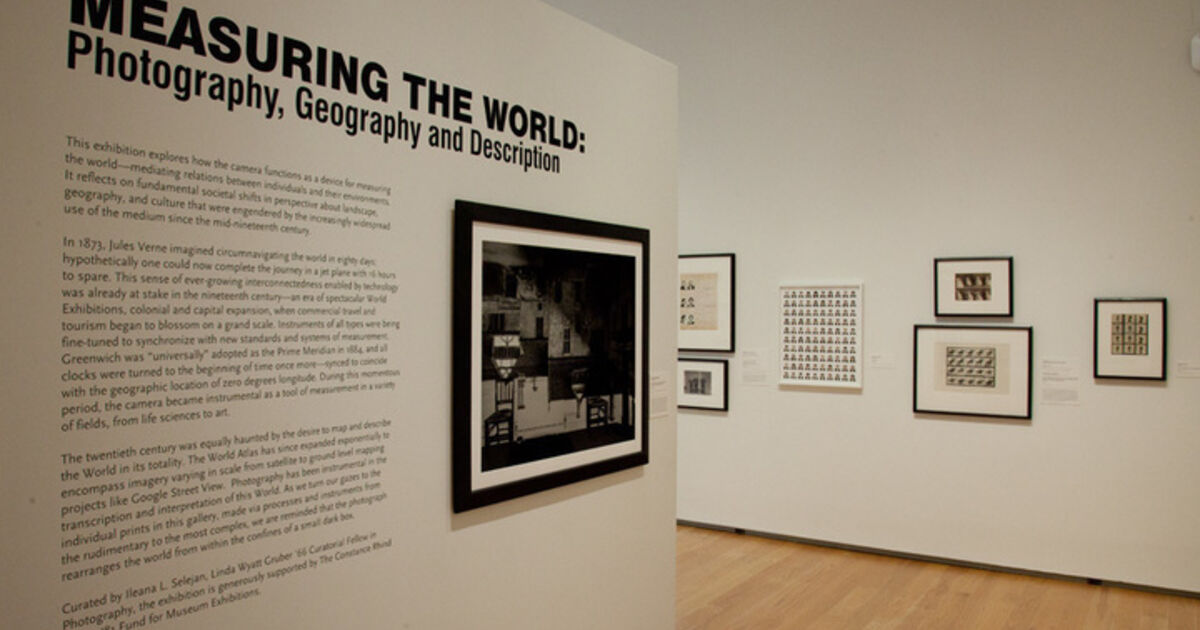 MEASURING THE WORLD:
Photography, Geography and Description
This exhibition explores how the camera functions as a device for measuring
the world—mediating relations between individuals and their environments.
It reflects on fundamental societal shifts in perspective about landscape,
geography, and culture that were engendered by the increasingly widespread
use of the medium since the mid-nineteenth century.
In 1873, Jules Verne imagined circumnavigating the world in eighty days;
hypothetically one could now complete the journey in a jet plane with 16 hours
to spare. This sense of ever-growing interconnectedness enabled by technology
was already at stake in the nineteenth century—an era of spectacular World
Exhibitions, colonial and capital expansion, when commercial travel and
tourism began to blossom on a grand scale. Instruments of all types were being
fine-tuned to synchronize with new standards and systems of measurement.
Greenwich was "universally" adopted as the Prime Meridian in 1884, and all
clocks were turned to the beginning of time once more—synced to coincide
with the geographic location of zero degrees longitude. During this momentous
period, the camera became instrumental as a tool of measurement in a variety
of fields, from life sciences to art.
The twentieth century was equally haunted by the desire to map and describe
the World in its totality. The World Atlas has since expanded exponentially to
encompass imagery varying in scale from satellite to ground level mapping
projects like Google Street View. Photography has been instrumental in the
transcription and interpretation of this World. As we turn our gazes to the
individual prints in this gallery, made via processes and instruments from
the rudimentary to the most complex, we are reminded that the photograph
rearranges the world from within the confines of a small dark box.
Curated by Ileana L. Selejan, Linda Wyatt Gruber '66 Curatorial Fellow in
Photography, the exhibition is generously supported by The Constance Rhind
Fund for Museum Exhibitions.